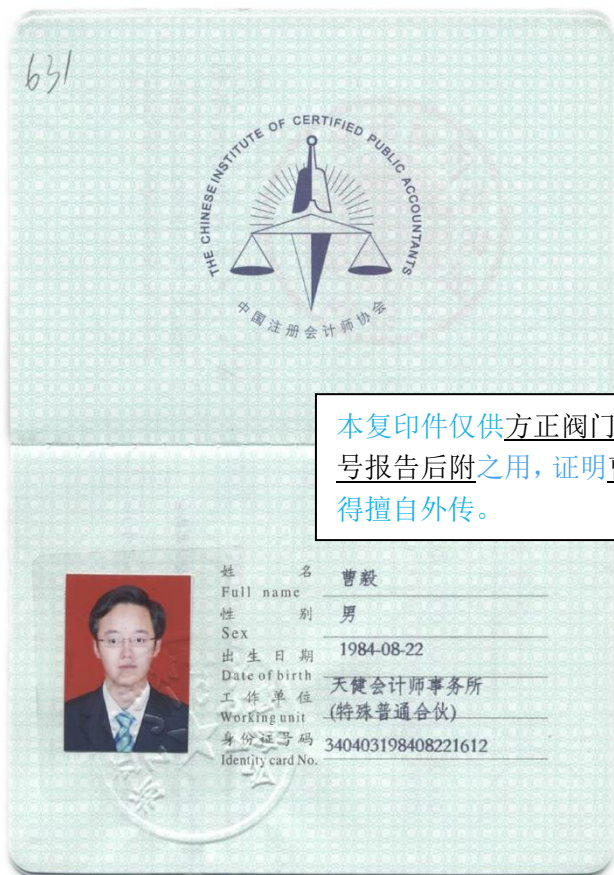 631
THE CHINESE INSTITUTE OF CERTIFIED PUBLIC ACCOUNTANTS
中国注册会计师协会
本复印件仅供方正阀门
号报告后附之用，证明
得擅自外传。
姓 名 曹毅
Full name
性 别 男
Sex
出生日期 1984-08-22
Date of birth
工作单位 天健会计师事务所
Working unit (特殊普通合伙)
身份证号码 340403198408221612
Identity card No.